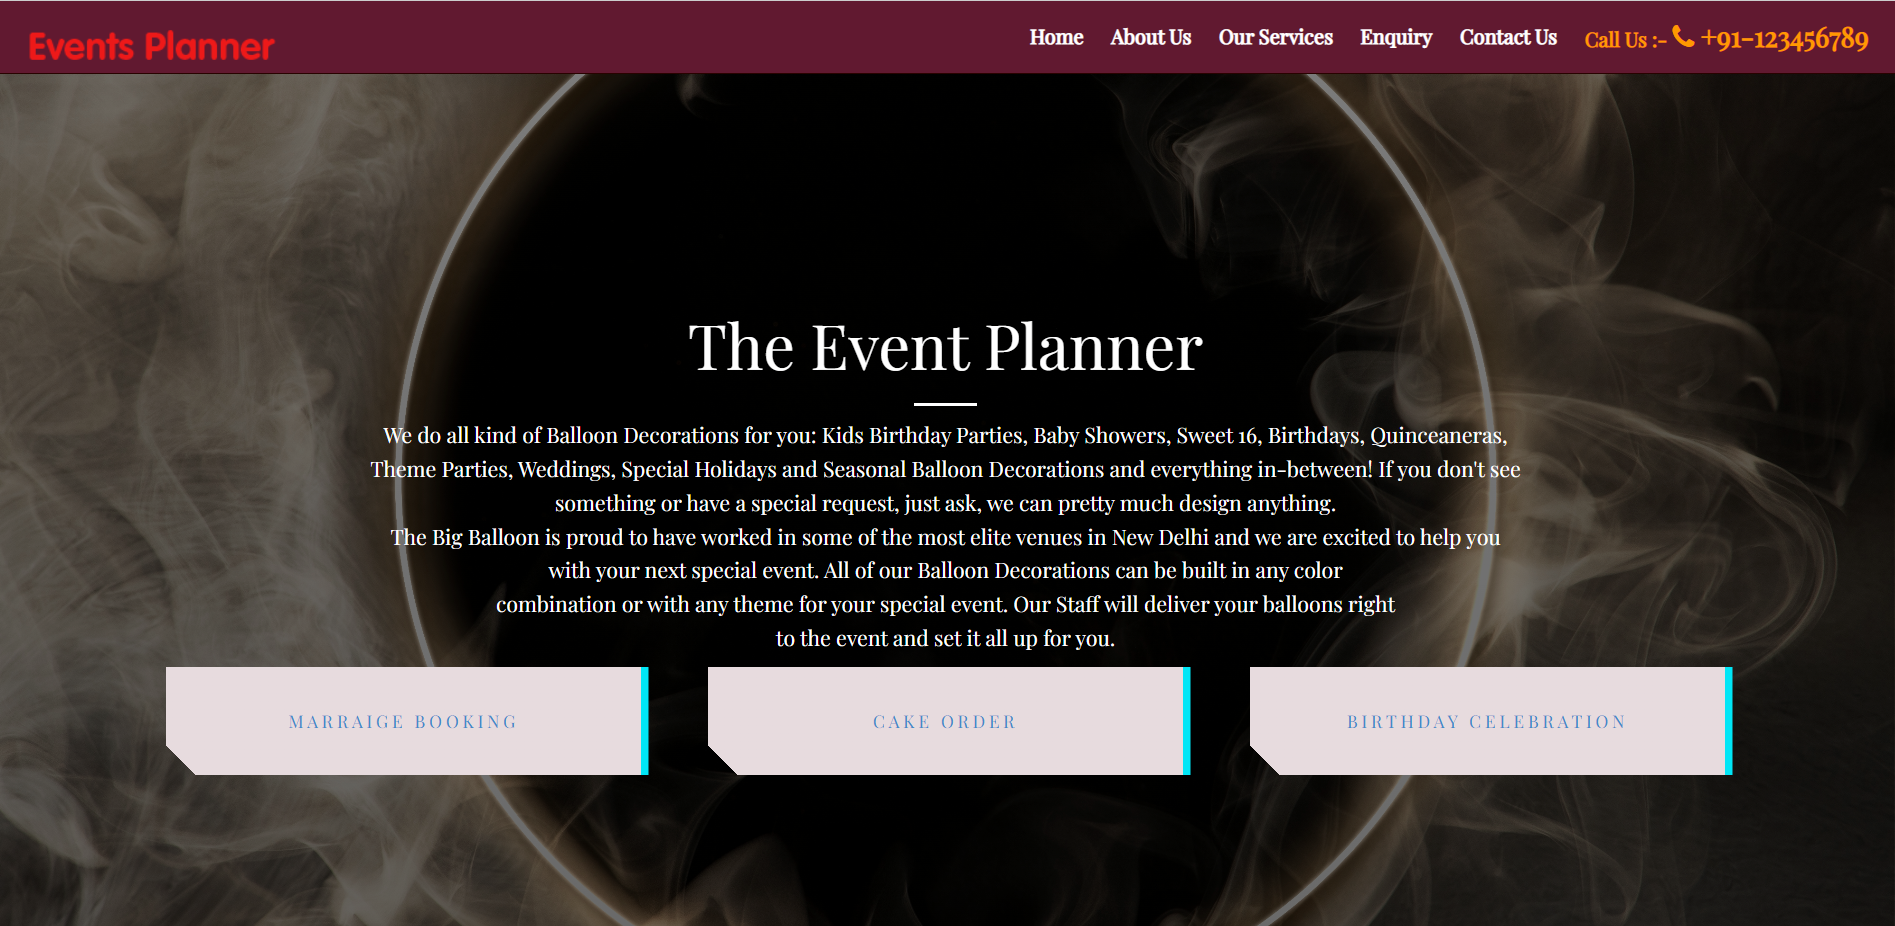 Events Planner
Home About Us Our Services Enquiry Contact Us Call Us :- +91-123456789
The Event Planner
We do all kind of Balloon Decorations for you: Kids Birthday Parties, Baby Showers, Sweet 16, Birthdays, Quinceaneras,
Theme Parties, Weddings, Special Holidays and Seasonal Balloon Decorations and everything in-between! If you don't see
something or have a special request, just ask, we can pretty much design anything.
The Big Balloon is proud to have worked in some of the most elite venues in New Delhi and we are excited to help you
with your next special event. All of our Balloon Decorations can be built in any color
combination or with any theme for your special event. Our Staff will deliver your balloons right
to the event and set it all up for you.
MARRAIGE BOOKING
CAKE ORDER
BIRTHDAY CELEBRATION